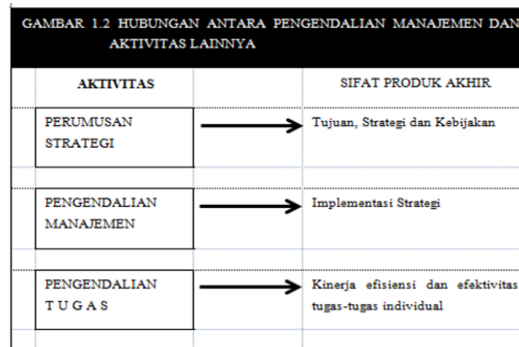 GAMBAR 1.2 HUBUNGAN ANTARA PENGENDALIAN MANAJEMEN DAN
AKTIVITAS LAINNYA
AKTIVITAS
SIFAT PRODUK AKHIR
PERUMUSAN
STRATEGI
Tujuan, Strategi dan Kebijakan
PENGENDALIAN
MANAJEMEN
Implementasi Strategi
PENGENDALIAN
T U G A S
Kinerja efisiensi dan efektivitas
tugas-tugas individual